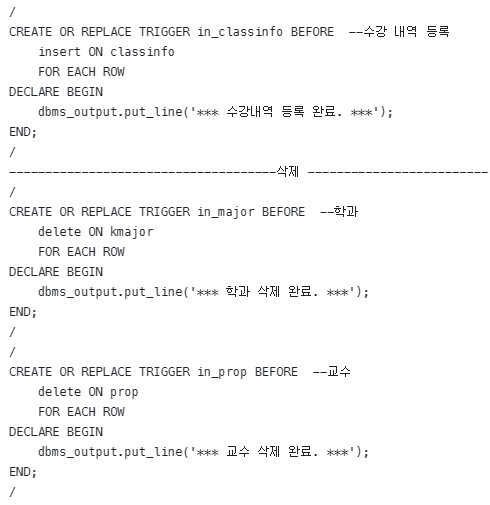 /
CREATE OR REPLACE TRIGGER in_classinfo BEFORE  --수강 내역 등록
    insert ON classinfo
    FOR EACH ROW
DECLARE BEGIN
    dbms_output.put_line('*** 수강내역 등록 완료. ***');
END;
/
-------------------------------------삭제 -------------------------
/
CREATE OR REPLACE TRIGGER in_major BEFORE  --학과
    delete ON kmajor
    FOR EACH ROW
DECLARE BEGIN
    dbms_output.put_line('*** 학과 삭제 완료. ***');
END;
/
/
CREATE OR REPLACE TRIGGER in_prop BEFORE  --교수
    delete ON prop
    FOR EACH ROW
DECLARE BEGIN
    dbms_output.put_line('*** 교수 삭제 완료. ***');
END;
/